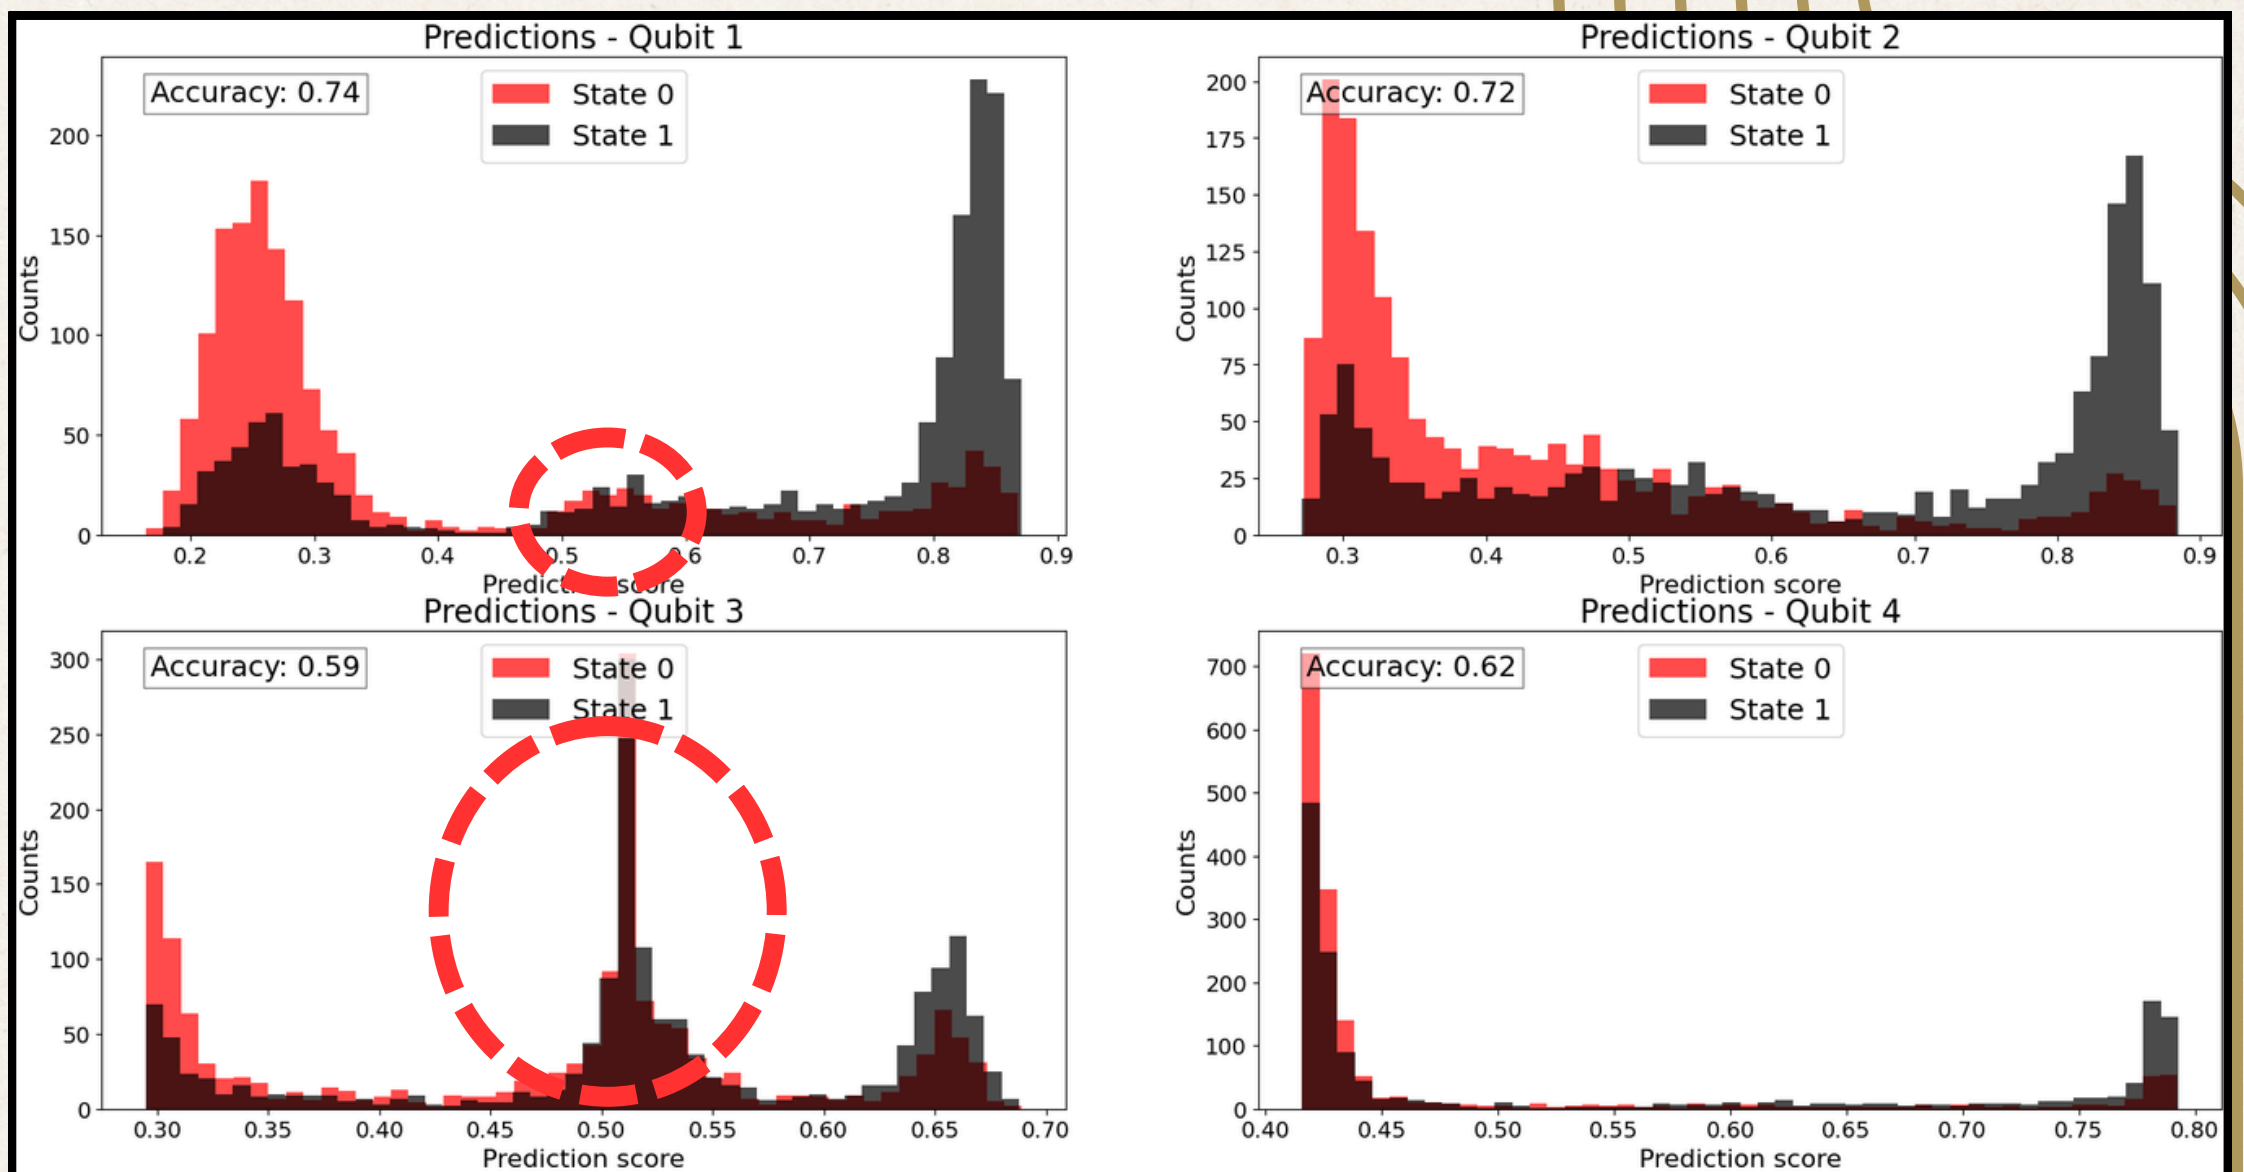 Predictions - Qubit 1
Accuracy: 0.74
State 0
State 1
Counts
200
150
100
50
0
0.2 0.3 0.4 0.5 0.6 0.7 0.8 0.9
Prediction score
Predictions - Qubit 2
Accuracy: 0.72
State 0
State 1
Counts
200
175
150
125
100
75
50
25
0
0.3 0.4 0.5 0.6 0.7 0.8 0.9
Prediction score
Predictions - Qubit 3
Accuracy: 0.59
State 0
State 1
Counts
300
250
200
150
100
50
0
0.30 0.35 0.40 0.45 0.50 0.55 0.60 0.65 0.70
Prediction score
Predictions - Qubit 4
Accuracy: 0.62
State 0
State 1
Counts
700
600
500
400
300
200
100
0
0.40 0.45 0.50 0.55 0.60 0.65 0.70 0.75 0.80
Prediction score